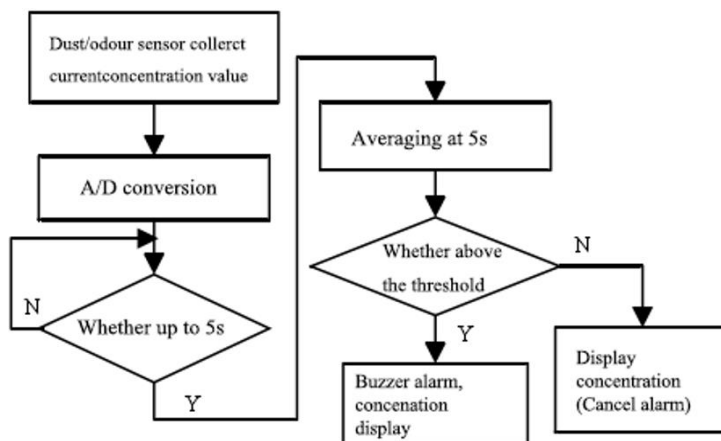 Dust/odour sensor collerct
currentconcentration value
A/D conversion
N
Whether up to 5s
Y
Averaging at 5s
Whether above
the threshold
N
Y
Buzzer alarm,
concenation
display
Display
concentration
(Cancel alarm)